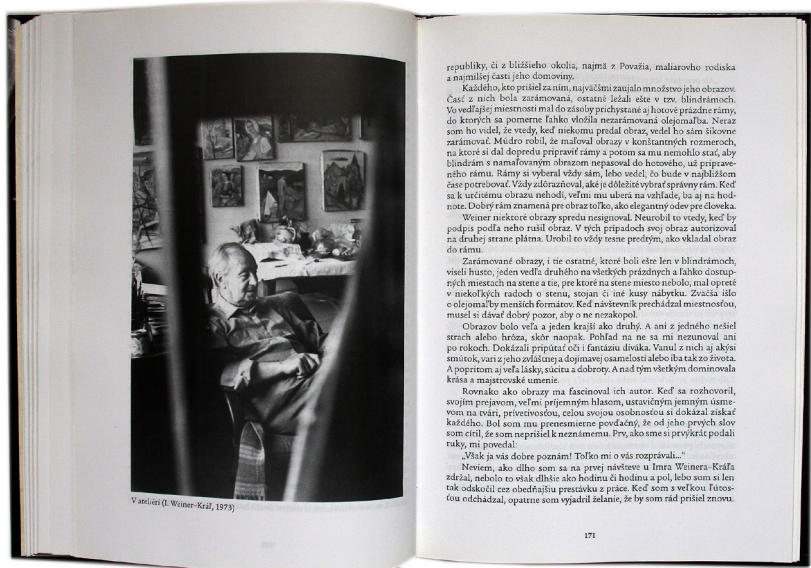 V ateliéri (I. Weiner-Kráľ, 1973)
republiky, či z bližšieho okolia, najmä z Považia, maliarovho rodiska
a najmilšej časti jeho domoviny.
Každého, kto prišiel za ním, najväčšmi zaujalo množstvo jeho obrazov.
Časť z nich bola zarámovaná, ostatné ležali ešte v tzv. blindrámoch.
Vo vedľajšej miestnosti mal do zásoby prichystané aj hotové prázdne rámy,
do ktorých sa pomerne ľahko vložila nezarámovaná olejomaľba. Neraz
som ho videl, že vtedy, keď niekomu predal obraz, vedel ho sám šikovne
zarámovať. Múdro robil, že maľoval obrazy v konštantných rozmeroch,
na ktoré si dal dopredu pripraviť rámy a potom sa mu nemohlo stať, aby
blindrám s namaľovaným obrazom nepasoval do hotového, už priprave-
ného rámu. Rámy si vyberal vždy sám, lebo vedel, čo bude v najbližšom
čase potrebovať. Vždy zdôrazňoval, aké je dôležité vybrať správny rám. Keď
sa k určitému obrazu nehodí, veľmi mu uberá na vzhľade, ba aj na hod-
note. Dobrý rám znamená pre obraz toľko, ako elegantný odev pre človeka.
Weiner niektoré obrazy spredu nesignoval. Neurobil to vtedy, keď by
podpis podľa neho rušil obraz. V tých prípadoch svoj obraz autorizoval
na druhej strane plátna. Urobil to vždy tesne predtým, ako vkladal obraz
do rámu.
Zarámované obrazy, i tie ostatné, ktoré boli ešte len v blindrámoch,
viseli husto, jeden vedľa druhého na všetkých prázdnych a ľahko dostup-
ných miestach na stene a tie, pre ktoré na stene miesto nebolo, mal opreté
v niekoľkých radoch o stenu, stojan či iné kusy nábytku. Zväčša išlo
o olejomaľby menších formátov. Keď návštevník prechádzal miestnosťou,
musel si dávať dobrý pozor, aby o ne nezakopol.
Obrazov bolo veľa a jeden krajší ako druhý. A ani z jedného nešiel
strach alebo hrôza, skôr naopak. Pohľad na ne sa mi nezunoval ani
po rokoch. Dokázali pripútať oči i fantáziu diváka. Vanul z nich aj akýsi
smútok, vari z jeho zvláštnej a dojímavej osamelosti alebo iba tak zo života.
A popritom aj veľa lásky, súcitu a dobroty. A nad tým všetkým dominovala
krása a majstrovské umenie.
Rovnako ako obrazy ma fascinoval ich autor. Keď sa rozhovoril,
svojím prejavom, veľmi príjemným hlasom, ustavičným jemným úsme-
vom na tvári, prívetivosťou, celou svojou osobnosťou si dokázal získať
každého. Bol som mu prenesmierne povďačný, že od jeho prvých slov
som cítil, že som neprišiel k neznámemu. Prv, ako sme si prvýkrát podali
ruky, mi povedal:
„Však ja vás dobre poznám! Toľko mi o vás rozprávali..."
Neviem, ako dlho som sa na prvej návšteve u Imra Weinera-Kráľa
zdržal, nebolo to však dlhšie ako hodinu či hodinu a pol, lebo som si len
tak odskočil cez obedňajšiu prestávku z práce. Keď som s veľkou ľútos-
ťou odchádzal, opatrne som vyjadril želanie, že by som rád prišiel znovu.
171